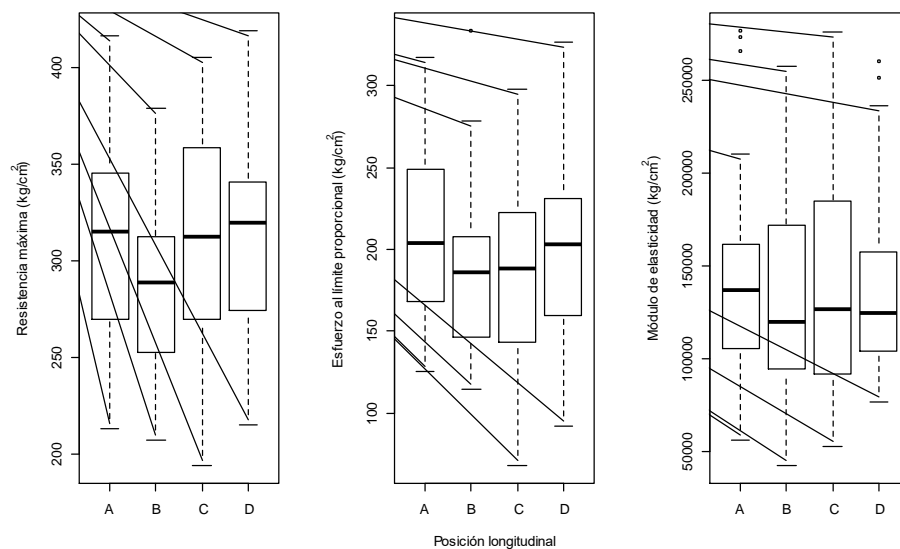 Resistencia máxima (kg/cm²)
400
350
300
250
200
A B C D
Esfuerzo al límite proporcional (kg/cm²)
300
250
200
150
100
A B C D
Módulo de elasticidad (kg/cm²)
250000
200000
150000
100000
50000
A B C D
Posición longitudinal